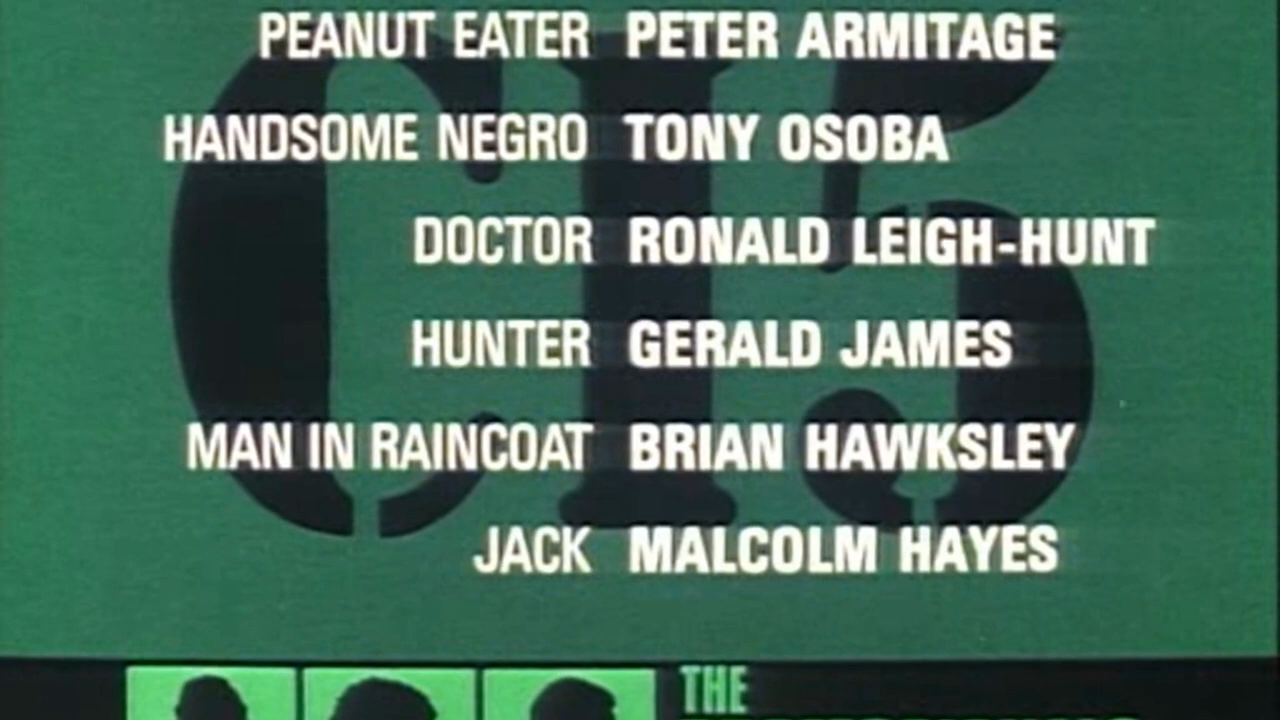 PEANUT EATER PETER ARMITAGE
HANDSOME NEGRO TONY OSOBA
DOCTOR RONALD LEIGH-HUNT
HUNTER GERALD JAMES
MAN IN RAINCOAT BRIAN HAWKSLEY
JACK MALCOLM HAYES
CI5
THE